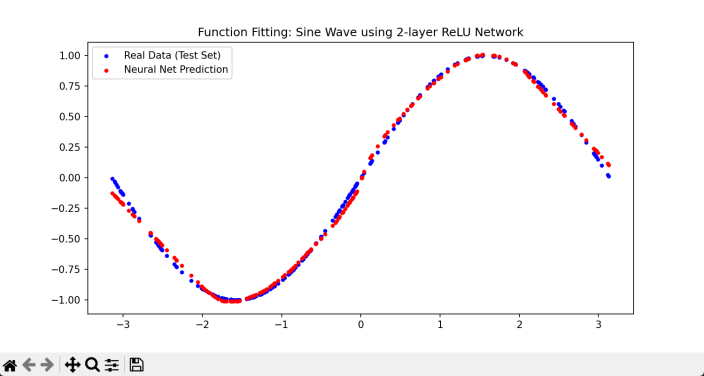 Function Fitting: Sine Wave using 2-layer ReLU Network
Real Data (Test Set)
Neural Net Prediction
1.00
0.75
0.50
0.25
0.00
−0.25
−0.50
−0.75
−1.00
−3 −2 −1 0 1 2 3